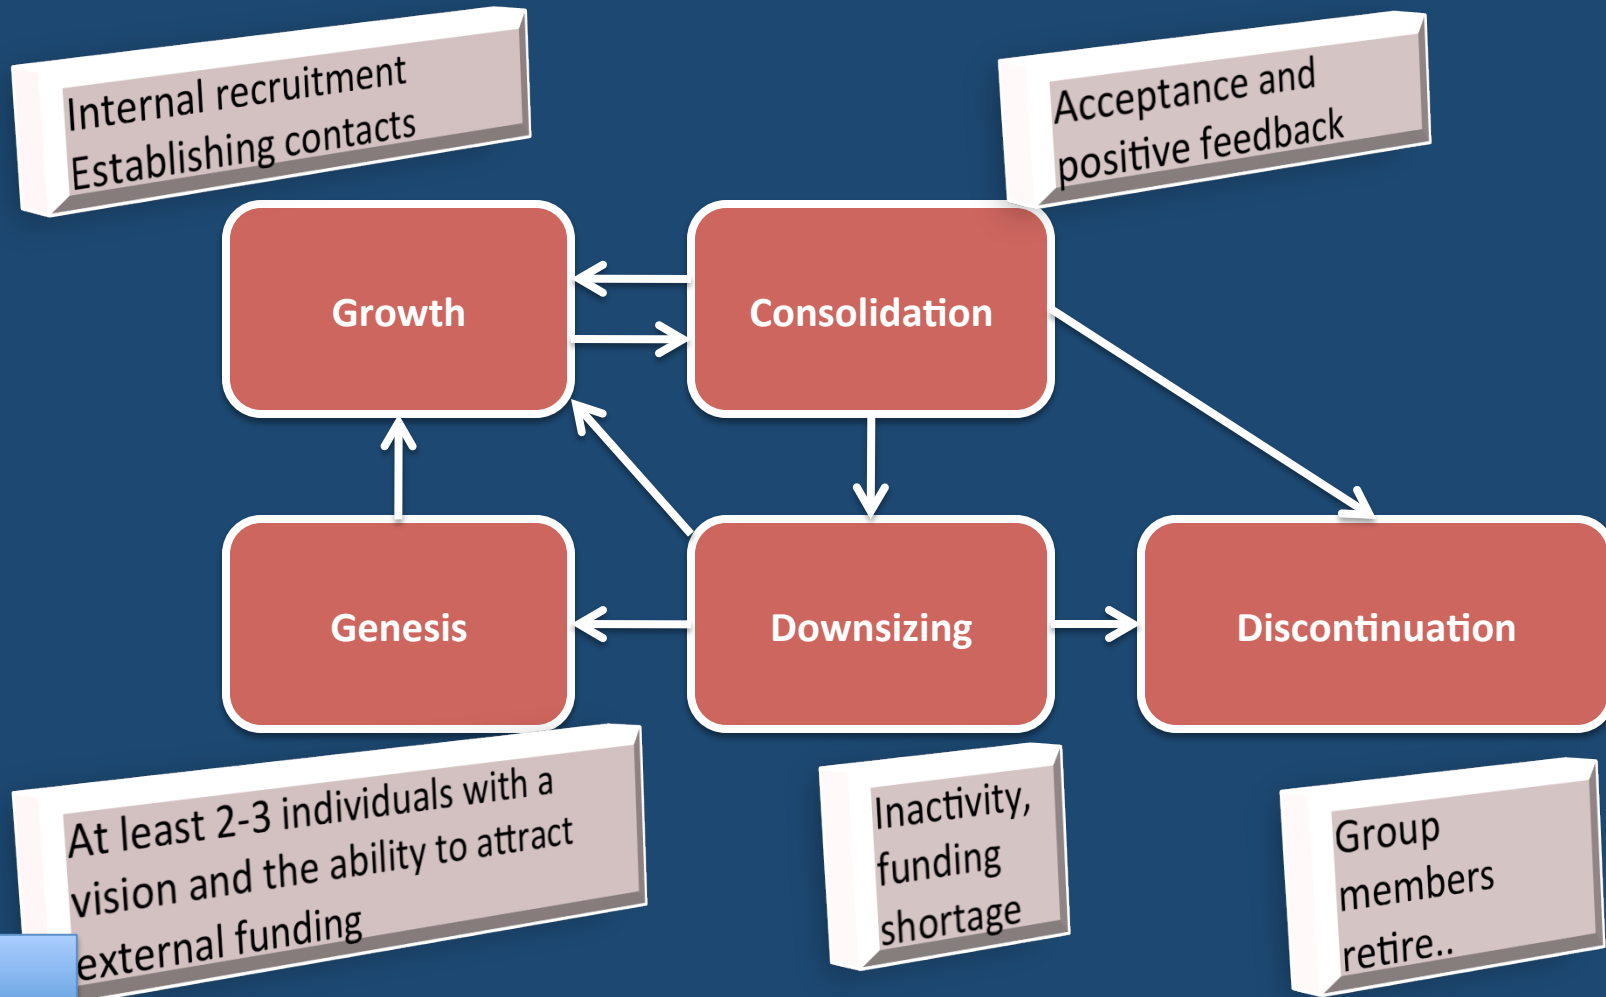 Internal recruitment
Establishing contacts
Acceptance and
positive feedback
Growth
Consolidation
Genesis
Downsizing
Discontinuation
At least 2-3 individuals with a
vision and the ability to attract
external funding
Inactivity,
funding
shortage
Group
members
retire..